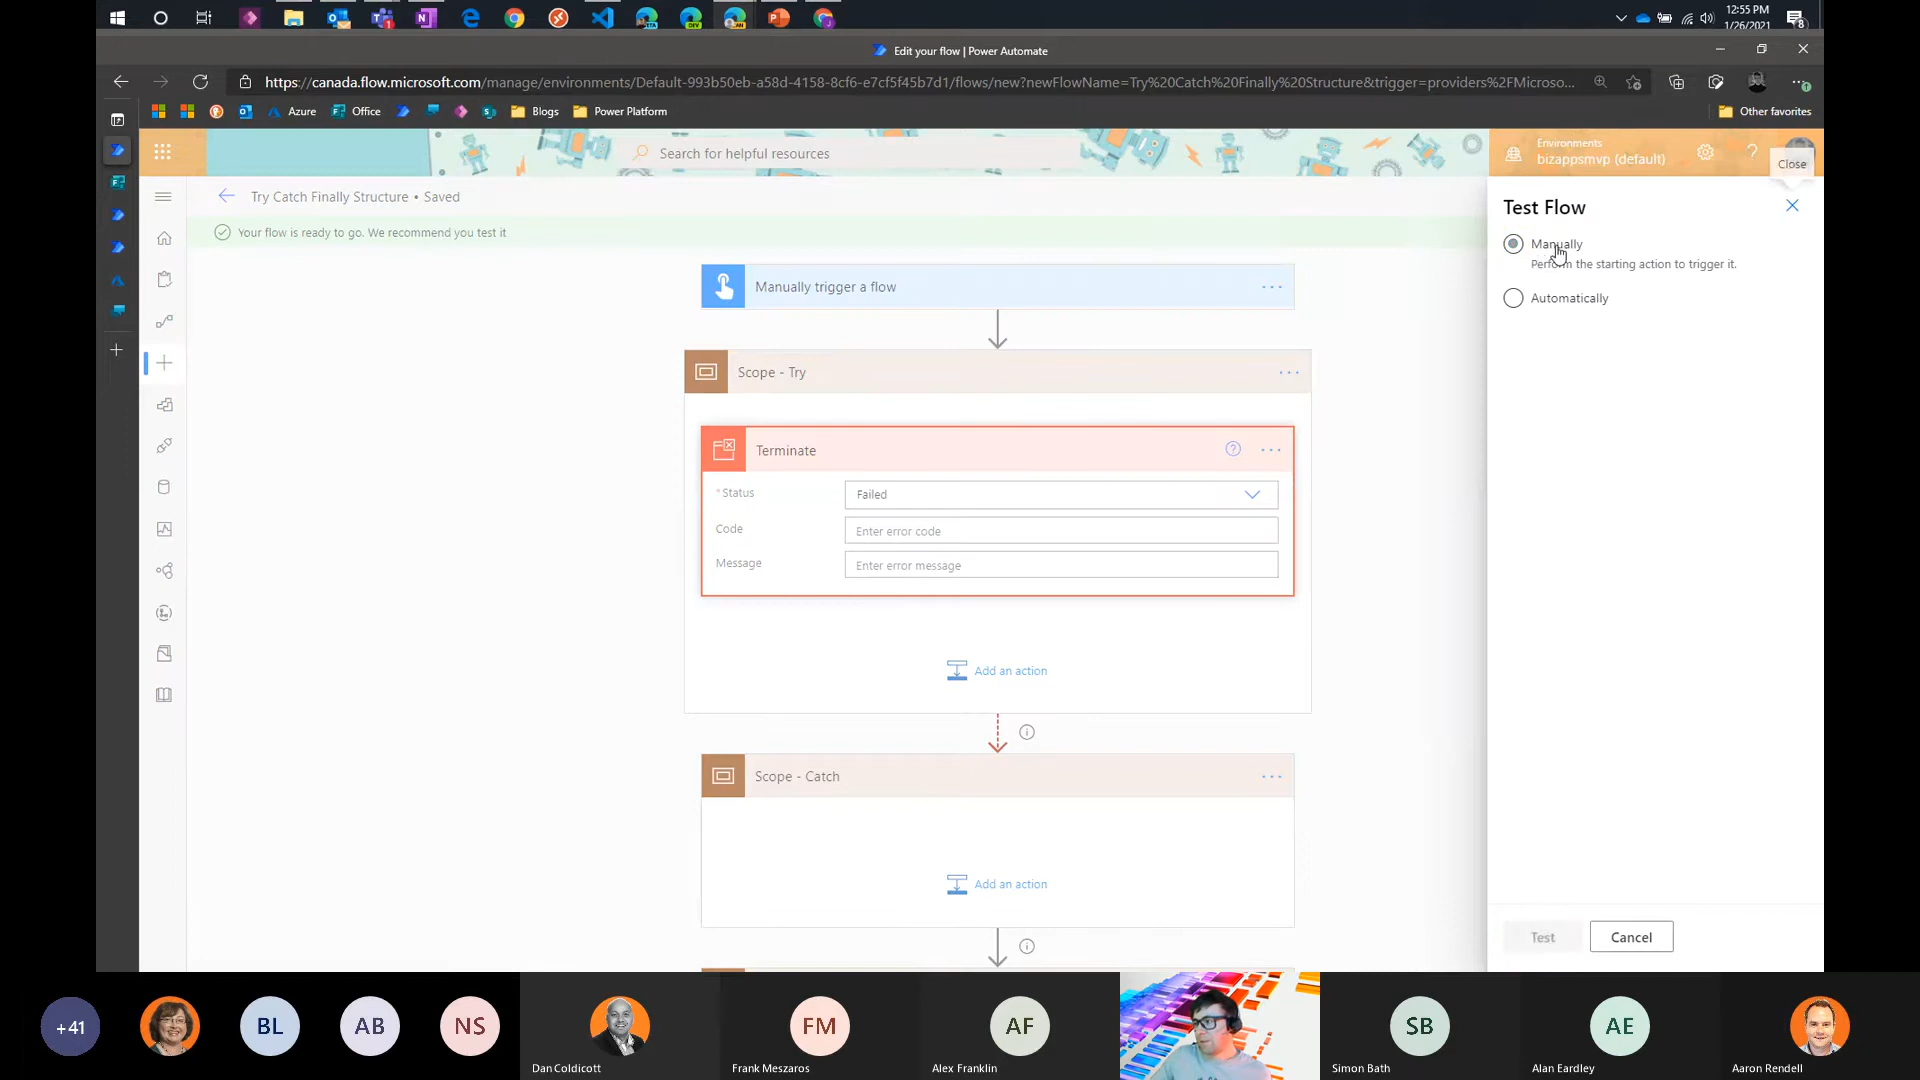 12:55 PM
1/26/2021
8
Edit your flow | Power Automate
https://canada.flow.microsoft.com/manage/environments/Default-993b50eb-a58d-4158-8cf6-e7cf5f45b7d1/flows/new?newFlowName=Try%20Catch%20Finally%20Structure&trigger=providers%2FMicroso...
Azure
Office
Blogs
Power Platform
Other favorites
Search for helpful resources
Environments
bizappsmvp (default)
Close
Try Catch Finally Structure • Saved
Your flow is ready to go. We recommend you test it
Test Flow
Manually
Perform the starting action to trigger it.
Automatically
Manually trigger a flow
Scope - Try
Terminate
* Status
Failed
Code
Enter error code
Message
Enter error message
Add an action
Scope - Catch
Add an action
Test
Cancel
+41
BL
AB
NS
FM
AF
SB
AE
Dan Coldicott
Frank Meszaros
Alex Franklin
Simon Bath
Alan Eardley
Aaron Rendell